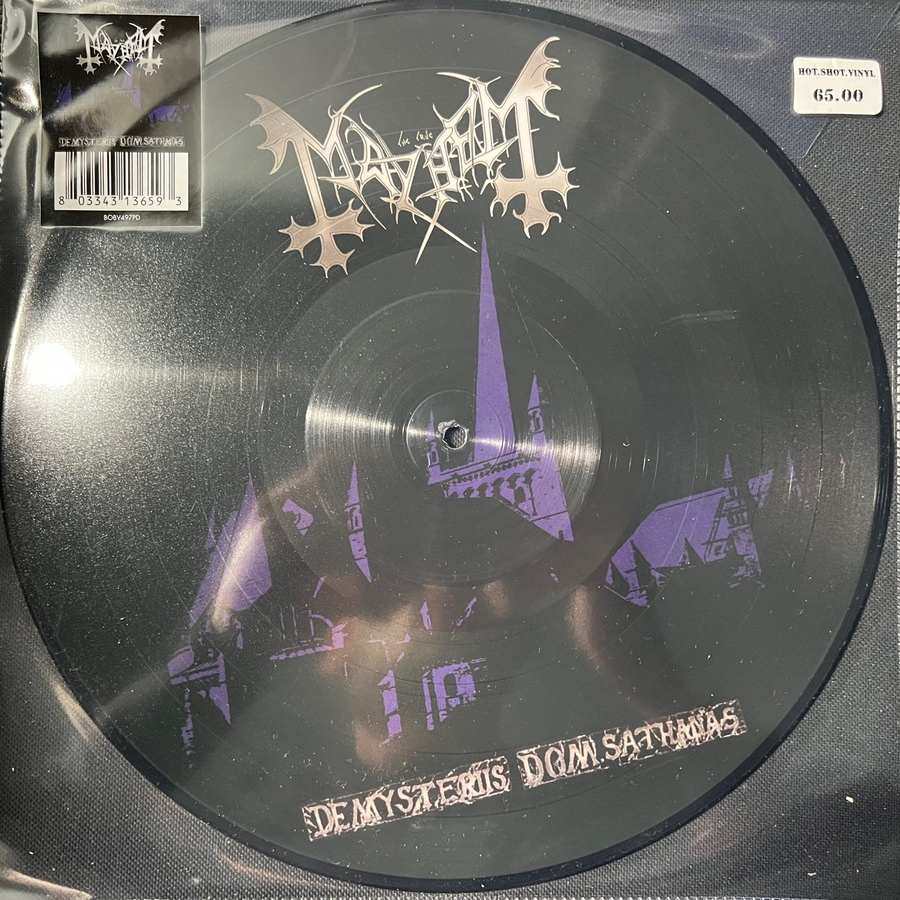 MAYHEM
DE MYSTERIIS DOM SATHANAS
8 03343 13659 3
BOBV497PD
HOT.SHOT.VINYL
65.00
MAYHEM
DE MYSTERIIS DOM SATHANAS